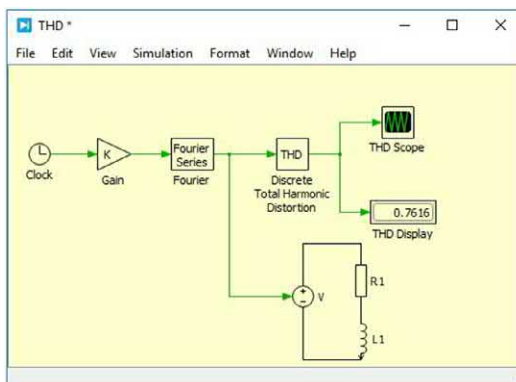 THD *
File Edit View Simulation Format Window Help
Clock
K
Gain
Fourier
Series
Fourier
THD
Discrete
Total Harmonic
Distortion
THD Scope
0.7616
THD Display
V
R1
L1